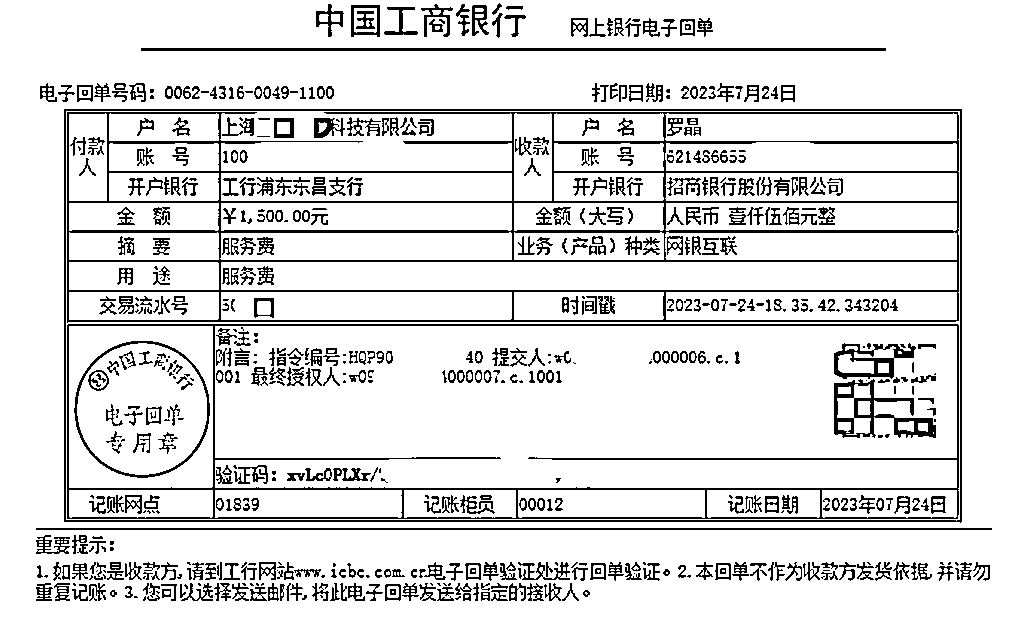 中国工商银行 网上银行电子回单
电子回单号码：0062-4316-0049-1100 打印日期：2023年7月24日
付款人 户 名 上海 科技有限公司 收款人 户 名 罗晶
账 号 100 账 号 621486655
开户银行 工行浦东东昌支行 开户银行 招商银行股份有限公司
金 额 ￥1,500.00元 金额（大写） 人民币 壹仟伍佰元整
摘 要 服务费 业务（产品）种类 网银互联
用 途 服务费
交易流水号 时间戳 2023-07-24-18.35.42.343204
备注：
附言：指令编号:HQP90 40 提交人:w0 .000006.c.1
001 最终授权人:w09 000007.c.1001
中国工商银行
电子回单
专用章
验证码：xvLc0PLXr/
记账网点 01839 记账柜员 00012 记账日期 2023年07月24日
重要提示：
1.如果您是收款方,请到工行网站www.icbc.com.cn电子回单验证处进行回单验证。2.本回单不作为收款方发货依据,并请勿
重复记账。3.您可以选择发送邮件,将此电子回单发送给指定的接收人。